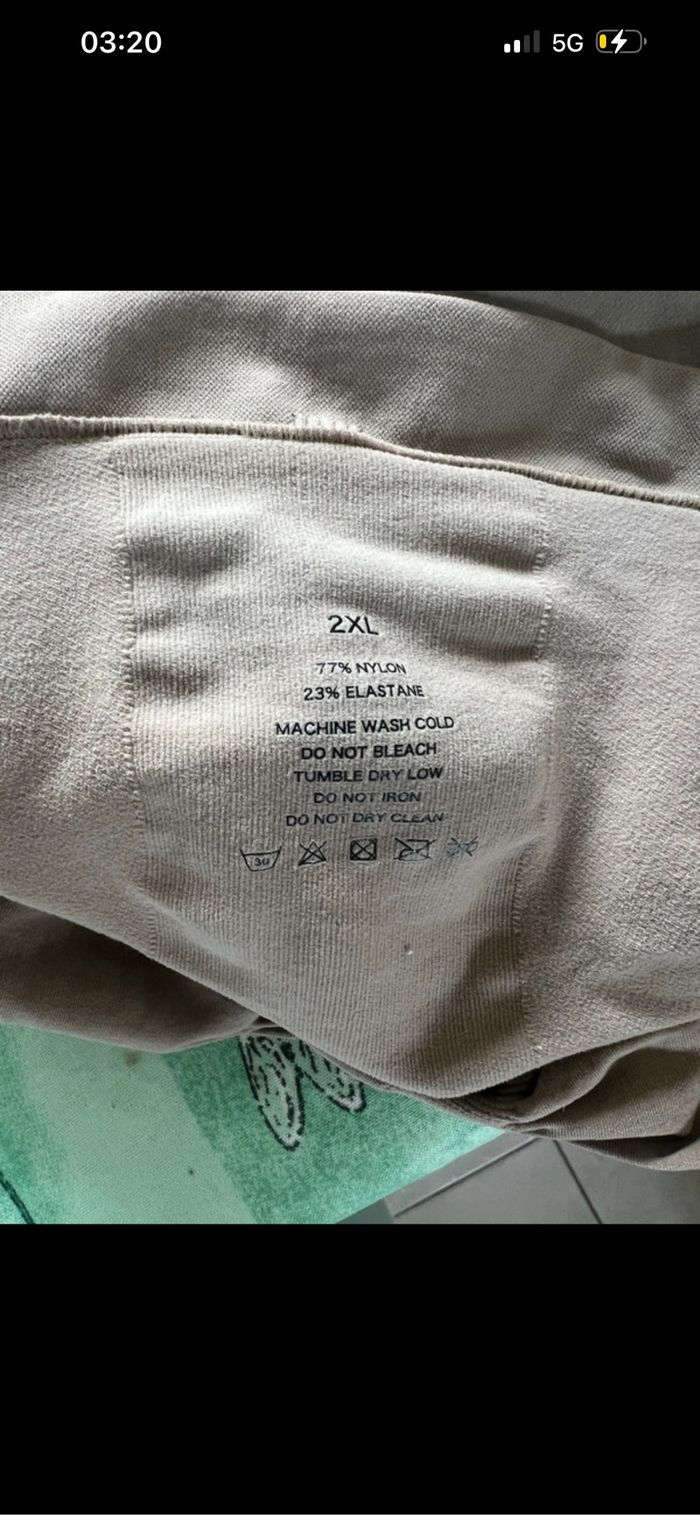 03:20 5G
2XL
77% NYLON
23% ELASTANE
MACHINE WASH COLD
DO NOT BLEACH
TUMBLE DRY LOW
DO NOT IRON
DO NOT DRY CLEAN
30